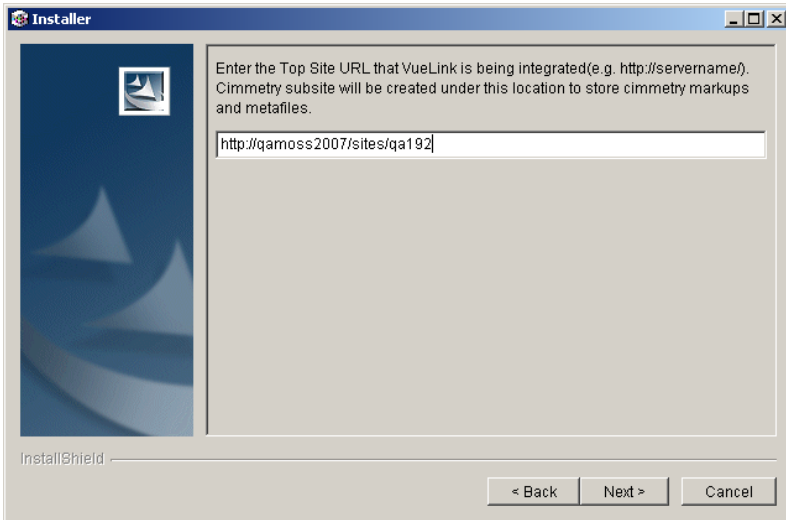 Installer
Enter the Top Site URL that VueLink is being integrated(e.g. http://servername/).
Cimmetry subsite will be created under this location to store cimmetry markups
and metafiles.
http://qamoss2007/sites/qa192
InstallShield
< Back
Next >
Cancel